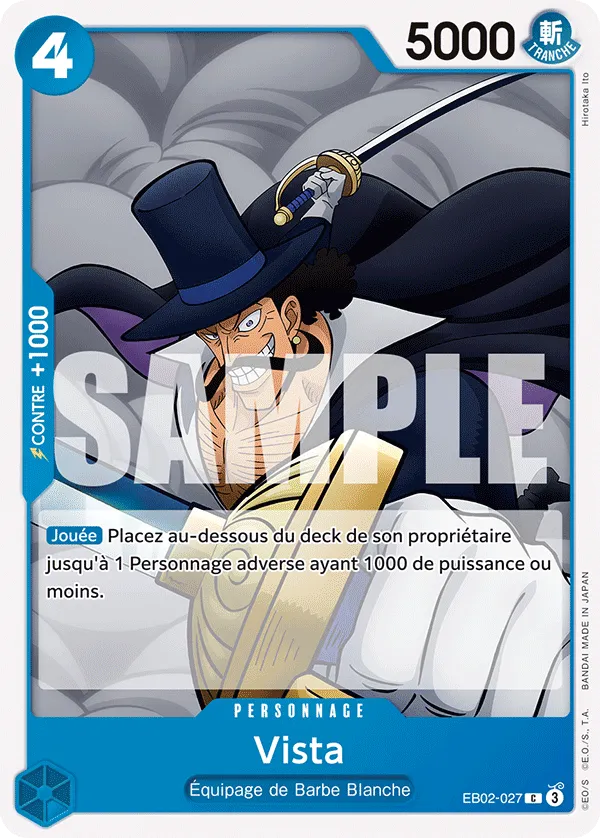 4
5000
斬
TRANCHE
Hirotaka Ito
CONTRE +1000
SAMPLE
Jouée Placez au-dessous du deck de son propriétaire
jusqu'à 1 Personnage adverse ayant 1000 de puissance ou
moins.
PERSONNAGE
Vista
Équipage de Barbe Blanche
EB02-027 C 3
©E.O/S ©E.O./S., T.A. BANDAI MADE IN JAPAN